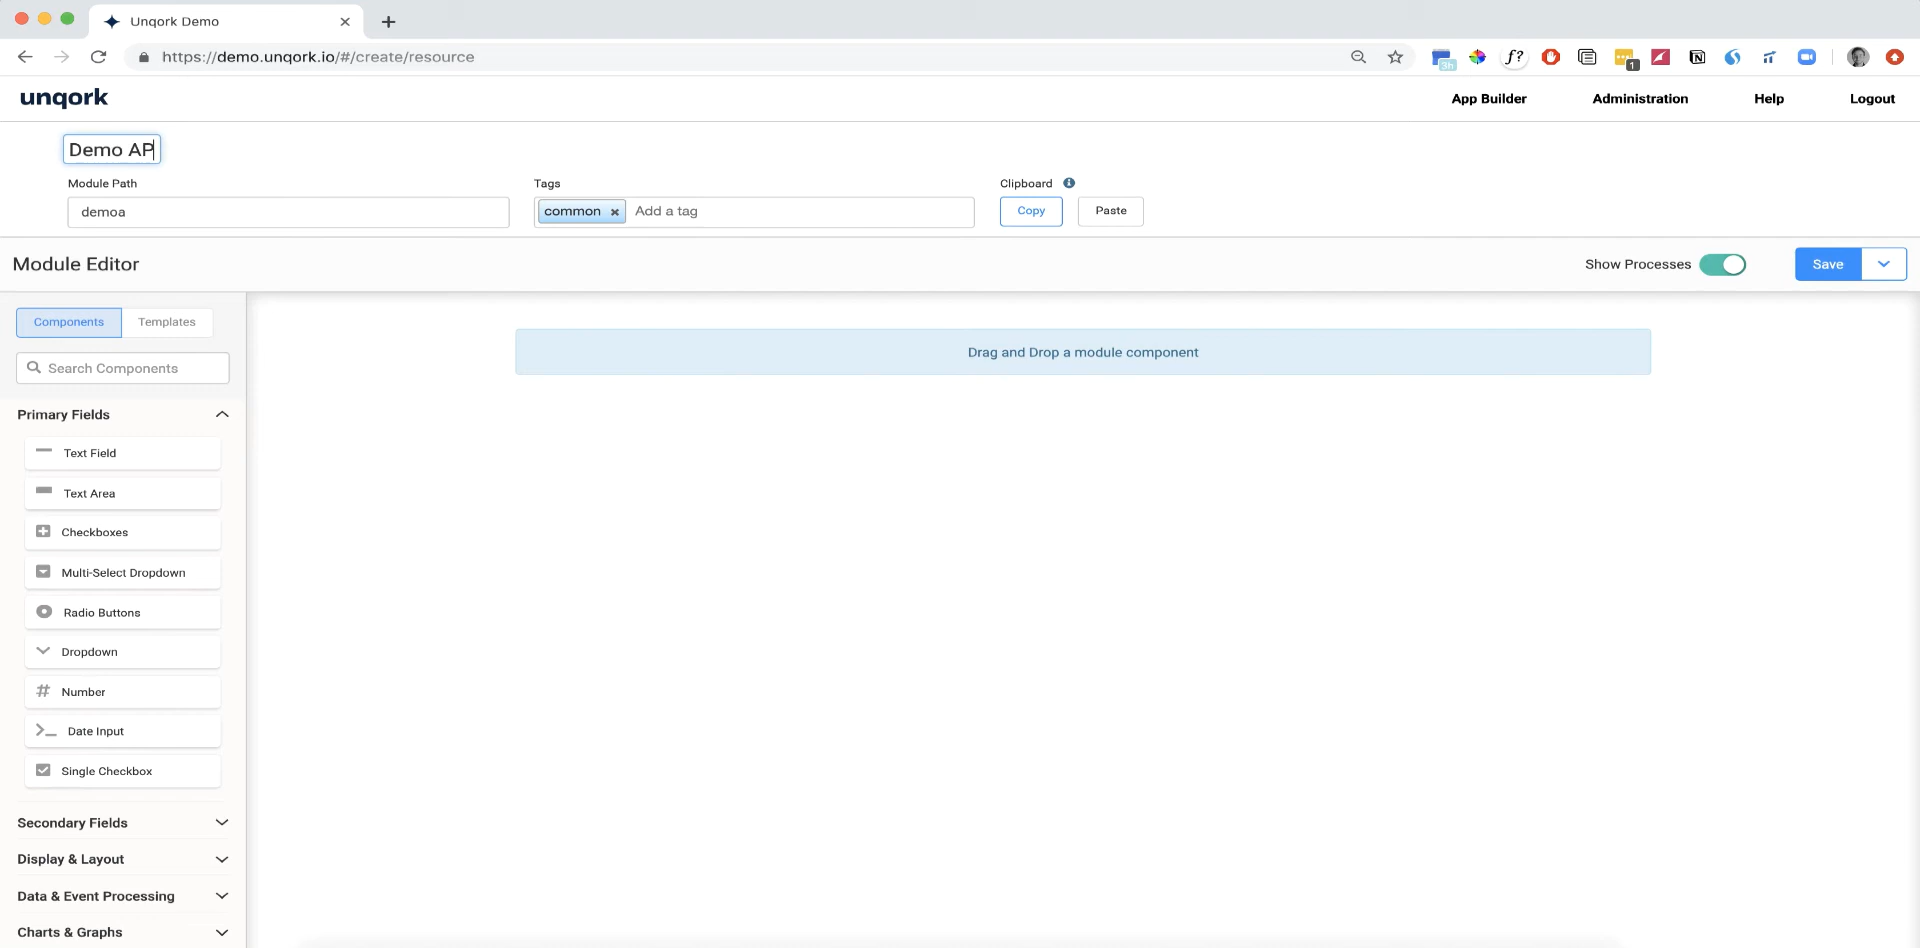 Unqork Demo
https://demo.unqork.io/#/create/resource
3h
f?
1
unqork
App Builder
Administration
Help
Logout
Demo AP
Module Path
Tags
Clipboard
demoa
common
Add a tag
Copy
Paste
Module Editor
Show Processes
Save
Components
Templates
Search Components
Drag and Drop a module component
Primary Fields
Text Field
Text Area
Checkboxes
Multi-Select Dropdown
Radio Buttons
Dropdown
# Number
Date Input
Single Checkbox
Secondary Fields
Display & Layout
Data & Event Processing
Charts & Graphs